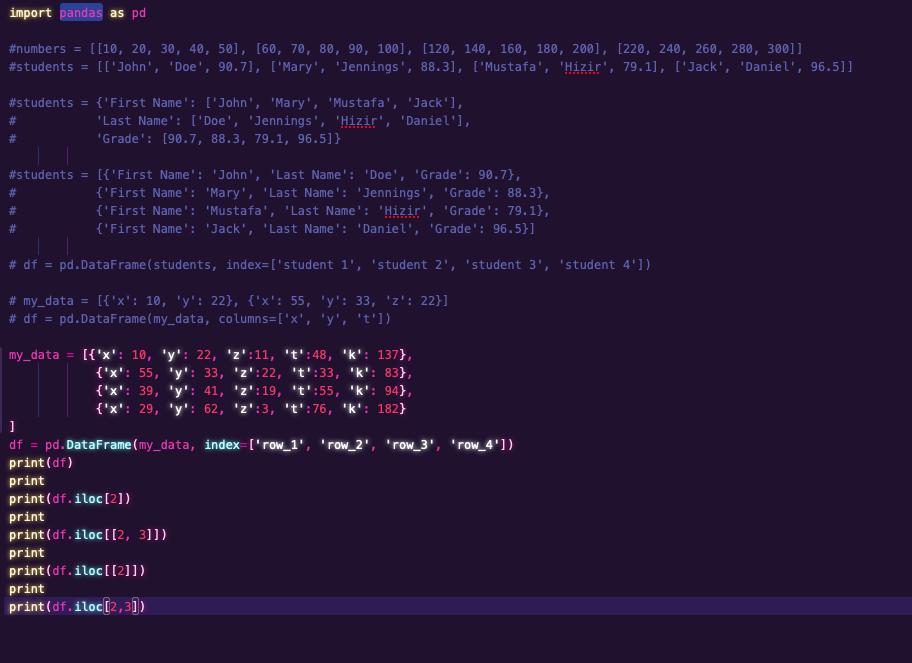 import pandas as pd
#numbers = [[10, 20, 30, 40, 50], [60, 70, 80, 90, 100], [120, 140, 160, 180, 200], [220, 240, 260, 280, 300]]
#students = [['John', 'Doe', 90.7], ['Mary', 'Jennings', 88.3], ['Mustafa', 'Hizir', 79.1], ['Jack', 'Daniel', 96.5]]
#students = {'First Name': ['John', 'Mary', 'Mustafa', 'Jack'],
#           'Last Name': ['Doe', 'Jennings', 'Hizir', 'Daniel'],
#           'Grade': [90.7, 88.3, 79.1, 96.5]}
#students = [{'First Name': 'John', 'Last Name': 'Doe', 'Grade': 90.7},
#           {'First Name': 'Mary', 'Last Name': 'Jennings', 'Grade': 88.3},
#           {'First Name': 'Mustafa', 'Last Name': 'Hizir', 'Grade': 79.1},
#           {'First Name': 'Jack', 'Last Name': 'Daniel', 'Grade': 96.5}]
# df = pd.DataFrame(students, index=['student 1', 'student 2', 'student 3', 'student 4'])
# my_data = [{'x': 10, 'y': 22}, {'x': 55, 'y': 33, 'z': 22}]
# df = pd.DataFrame(my_data, columns=['x', 'y', 't'])
my_data = [{'x': 10, 'y': 22, 'z':11, 't':48, 'k': 137},
            {'x': 55, 'y': 33, 'z':22, 't':33, 'k': 83},
            {'x': 39, 'y': 41, 'z':19, 't':55, 'k': 94},
            {'x': 29, 'y': 62, 'z':3, 't':76, 'k': 182}
]
df = pd.DataFrame(my_data, index=['row_1', 'row_2', 'row_3', 'row_4'])
print(df)
print
print(df.iloc[2])
print
print(df.iloc[[2, 3]])
print
print(df.iloc[[2]])
print
print(df.iloc[2,3])